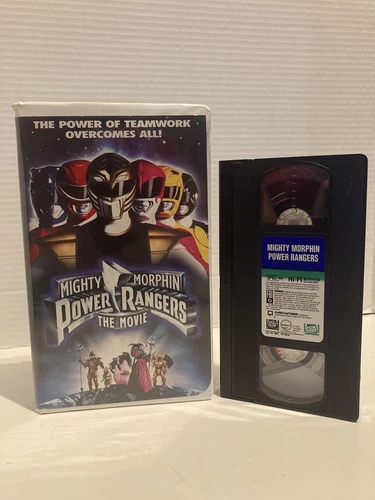 THE POWER OF TEAMWORK
OVERCOMES ALL!
MIGHTY MORPHIN
POWER RANGERS
THE MOVIE
MIGHTY MORPHIN
POWER RANGERS
HI-FI